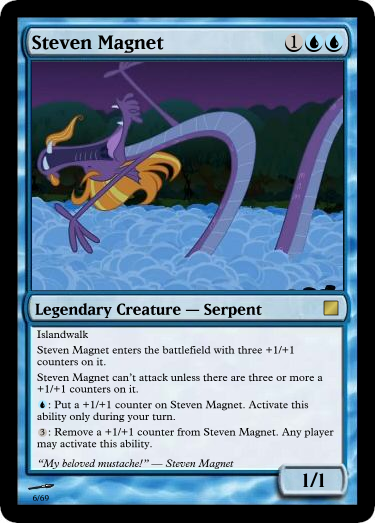 Steven Magnet 1
Legendary Creature — Serpent
Islandwalk
Steven Magnet enters the battlefield with three +1/+1
counters on it.
Steven Magnet can't attack unless there are three or more a
+1/+1 counters on it.
: Put a +1/+1 counter on Steven Magnet. Activate this
ability only during your turn.
3: Remove a +1/+1 counter from Steven Magnet. Any player
may activate this ability.
“My beloved mustache!” — Steven Magnet
1/1
6/69